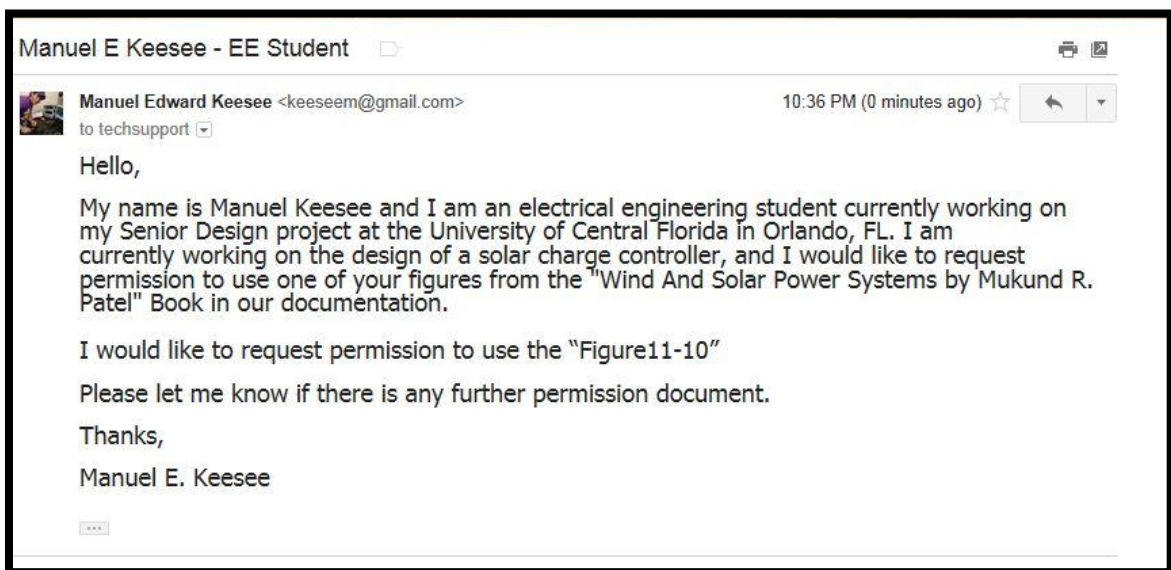 Manuel E Keesee - EE Student
Manuel Edward Keesee <keeseem@gmail.com>
10:36 PM (0 minutes ago)
to techsupport
Hello,
My name is Manuel Keesee and I am an electrical engineering student currently working on
my Senior Design project at the University of Central Florida in Orlando, FL. I am
currently working on the design of a solar charge controller, and I would like to request
permission to use one of your figures from the "Wind And Solar Power Systems by Mukund R.
Patel" Book in our documentation.
I would like to request permission to use the “Figure11-10”
Please let me know if there is any further permission document.
Thanks,
Manuel E. Keesee